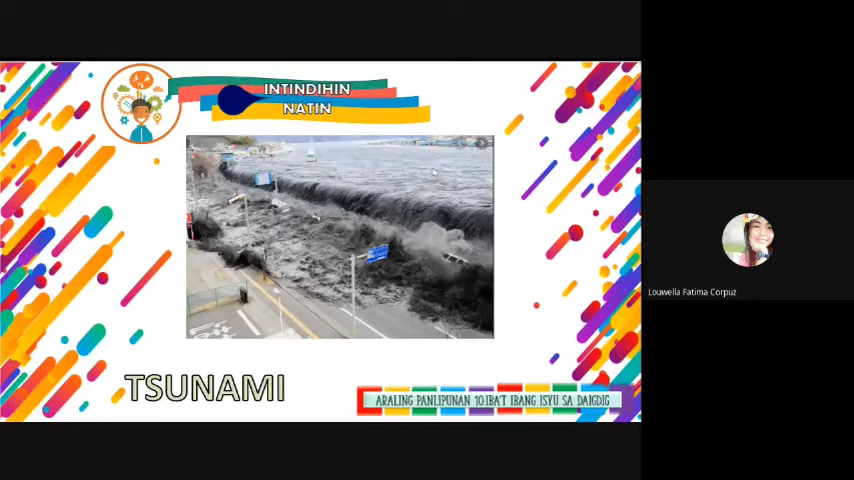 INTINDIHIN
NATIN
TSUNAMI
ARALING PANLIPUNAN 10:IBA'T IBANG ISYU SA DAIGDIG
Louwella Fatima Corpuz